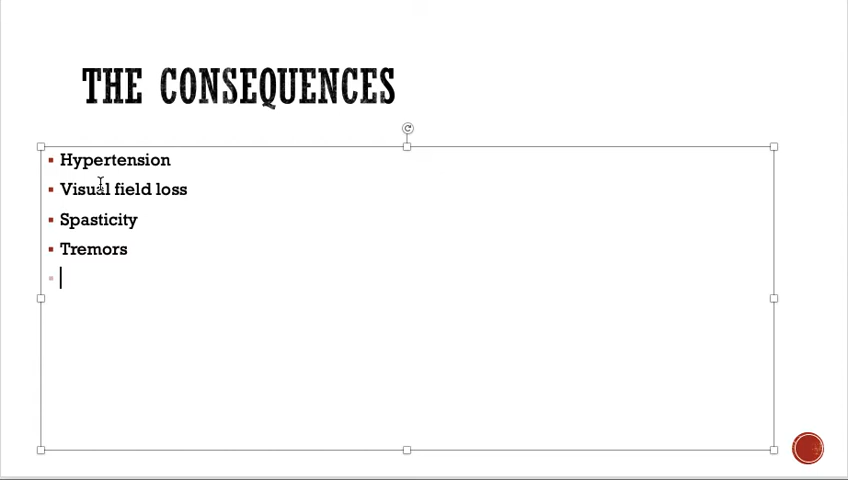 THE CONSEQUENCES
Hypertension
Visual field loss
Spasticity
Tremors